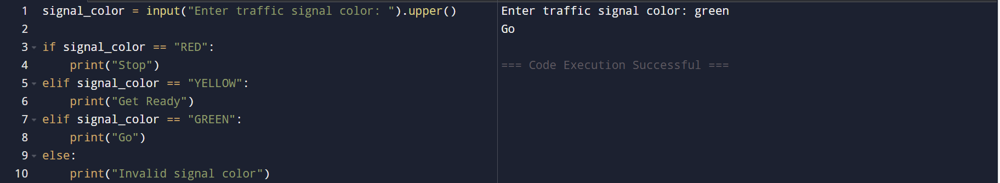 1 signal_color = input("Enter traffic signal color: ").upper()
2
3 if signal_color == "RED":
4     print("Stop")
5 elif signal_color == "YELLOW":
6     print("Get Ready")
7 elif signal_color == "GREEN":
8     print("Go")
9 else:
10     print("Invalid signal color")
Enter traffic signal color: green
Go
=== Code Execution Successful ===